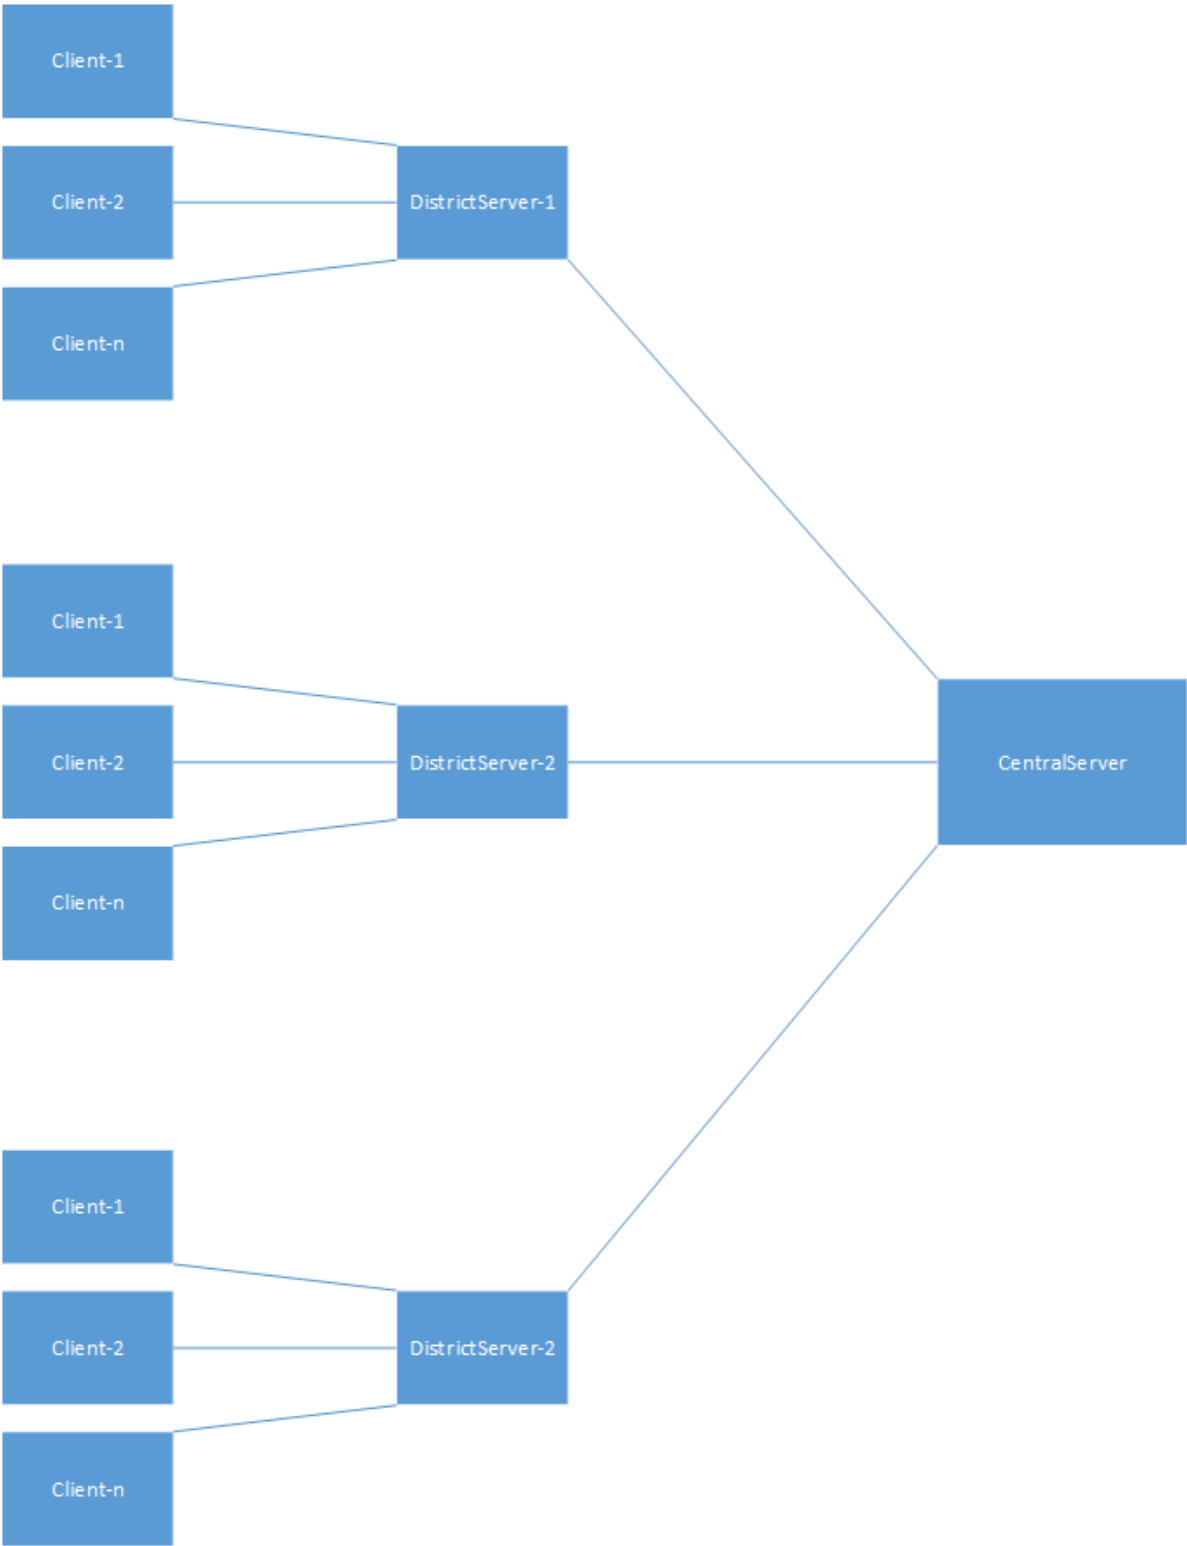 Client-1
Client-2
DistrictServer-1
Client-n
Client-1
Client-2
DistrictServer-2
CentralServer
Client-n
Client-1
Client-2
DistrictServer-2
Client-n